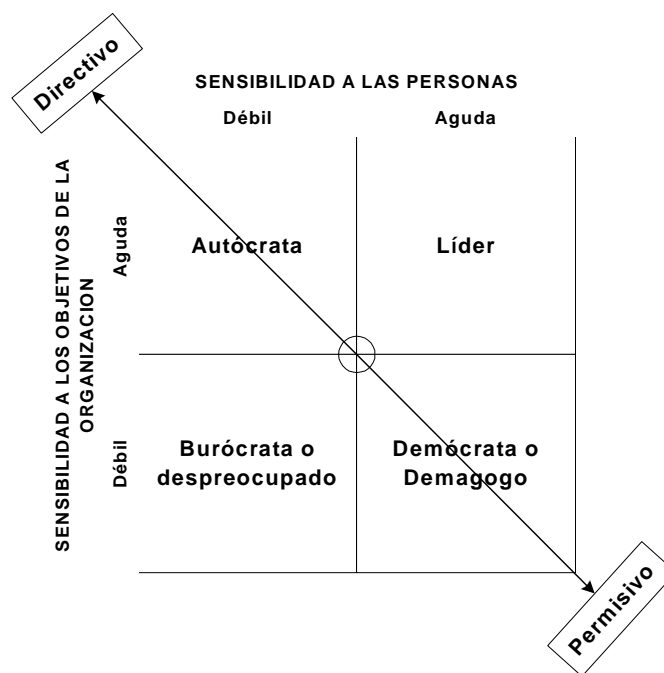 Directivo
SENSIBILIDAD A LAS PERSONAS
Débil
Aguda
SENSIBILIDAD A LOS OBJETIVOS DE LA
ORGANIZACION
Aguda
Débil
Autócrata
Líder
Burócrata o
despreocupado
Demócrata o
Demagogo
Permisivo